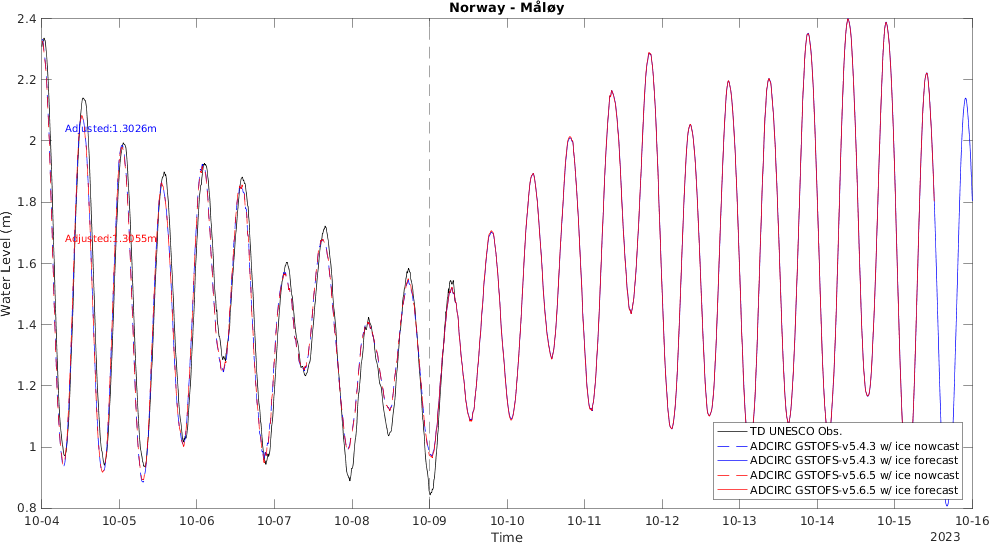 Norway - Måløy
2.4
2.2
2
1.8
1.6
1.4
1.2
1
0.8
Water Level (m)
Adjusted:1.3026m
Adjusted:1.3055m
TD UNESCO Obs.
ADCIRC GSTOFS-v5.4.3 w/ ice nowcast
ADCIRC GSTOFS-v5.4.3 w/ ice forecast
ADCIRC GSTOFS-v5.6.5 w/ ice nowcast
ADCIRC GSTOFS-v5.6.5 w/ ice forecast
10-04 10-05 10-06 10-07 10-08 10-09 10-10 10-11 10-12 10-13 10-14 10-15 10-16
Time
2023